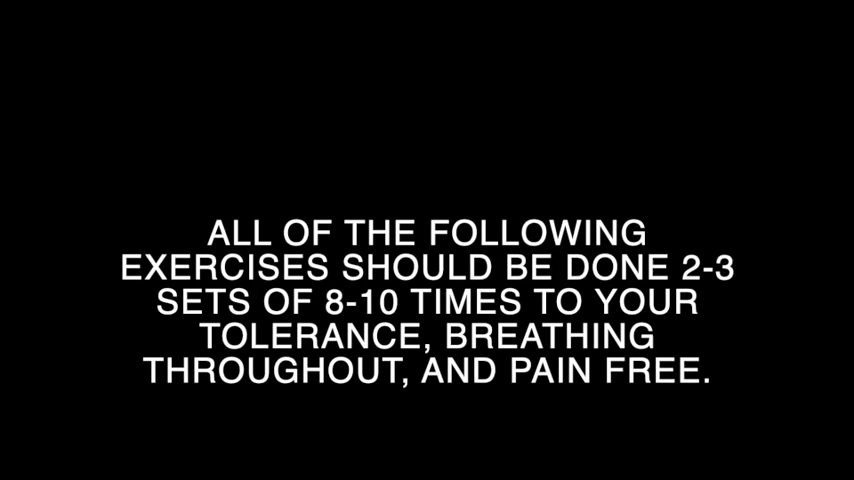 ALL OF THE FOLLOWING
EXERCISES SHOULD BE DONE 2-3
SETS OF 8-10 TIMES TO YOUR
TOLERANCE, BREATHING
THROUGHOUT, AND PAIN FREE.